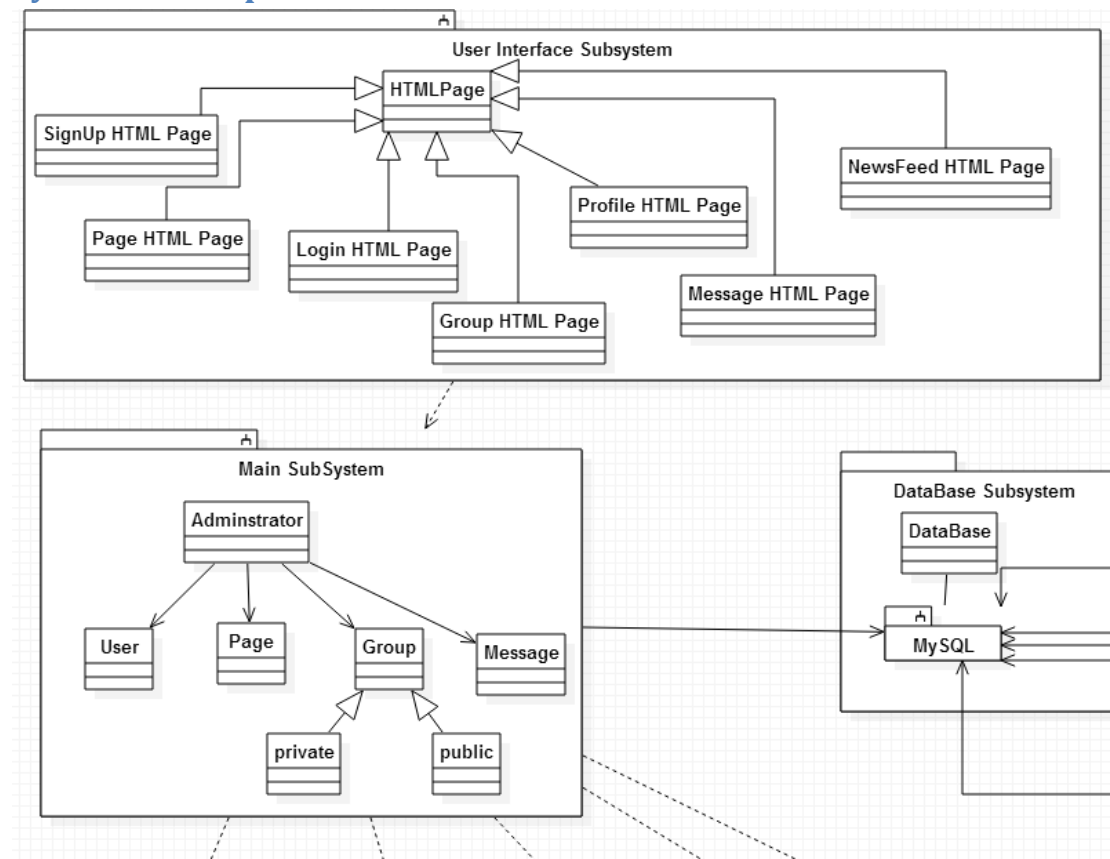 User Interface Subsystem
HTMLPage
SignUp HTML Page
NewsFeed HTML Page
Profile HTML Page
Page HTML Page
Login HTML Page
Message HTML Page
Group HTML Page
Main SubSystem
DataBase Subsystem
Adminstrator
DataBase
User
Page
Group
Message
MySQL
private
public